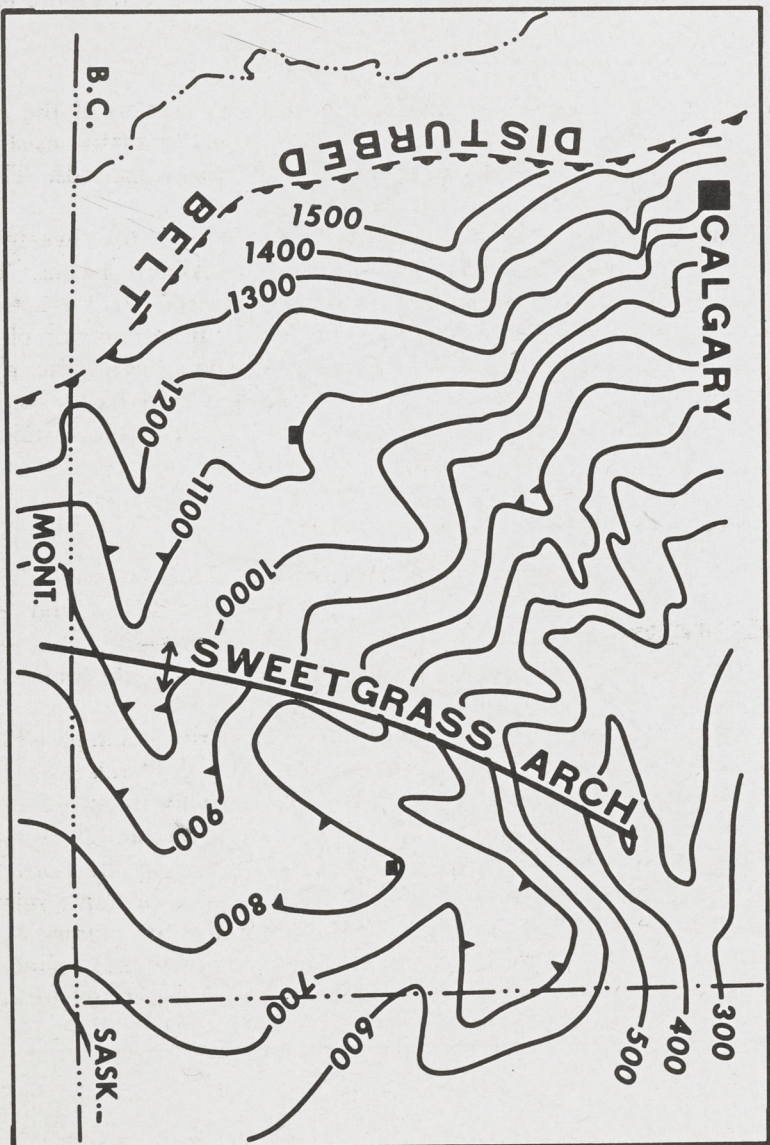 B.C.
DISTURBED
BELT
CALGARY
1500
1400
1300
1200
1100
1000-
MONT.
SWEETGRASS ARCH
900
800
700
600
500
400
300
SASK.-